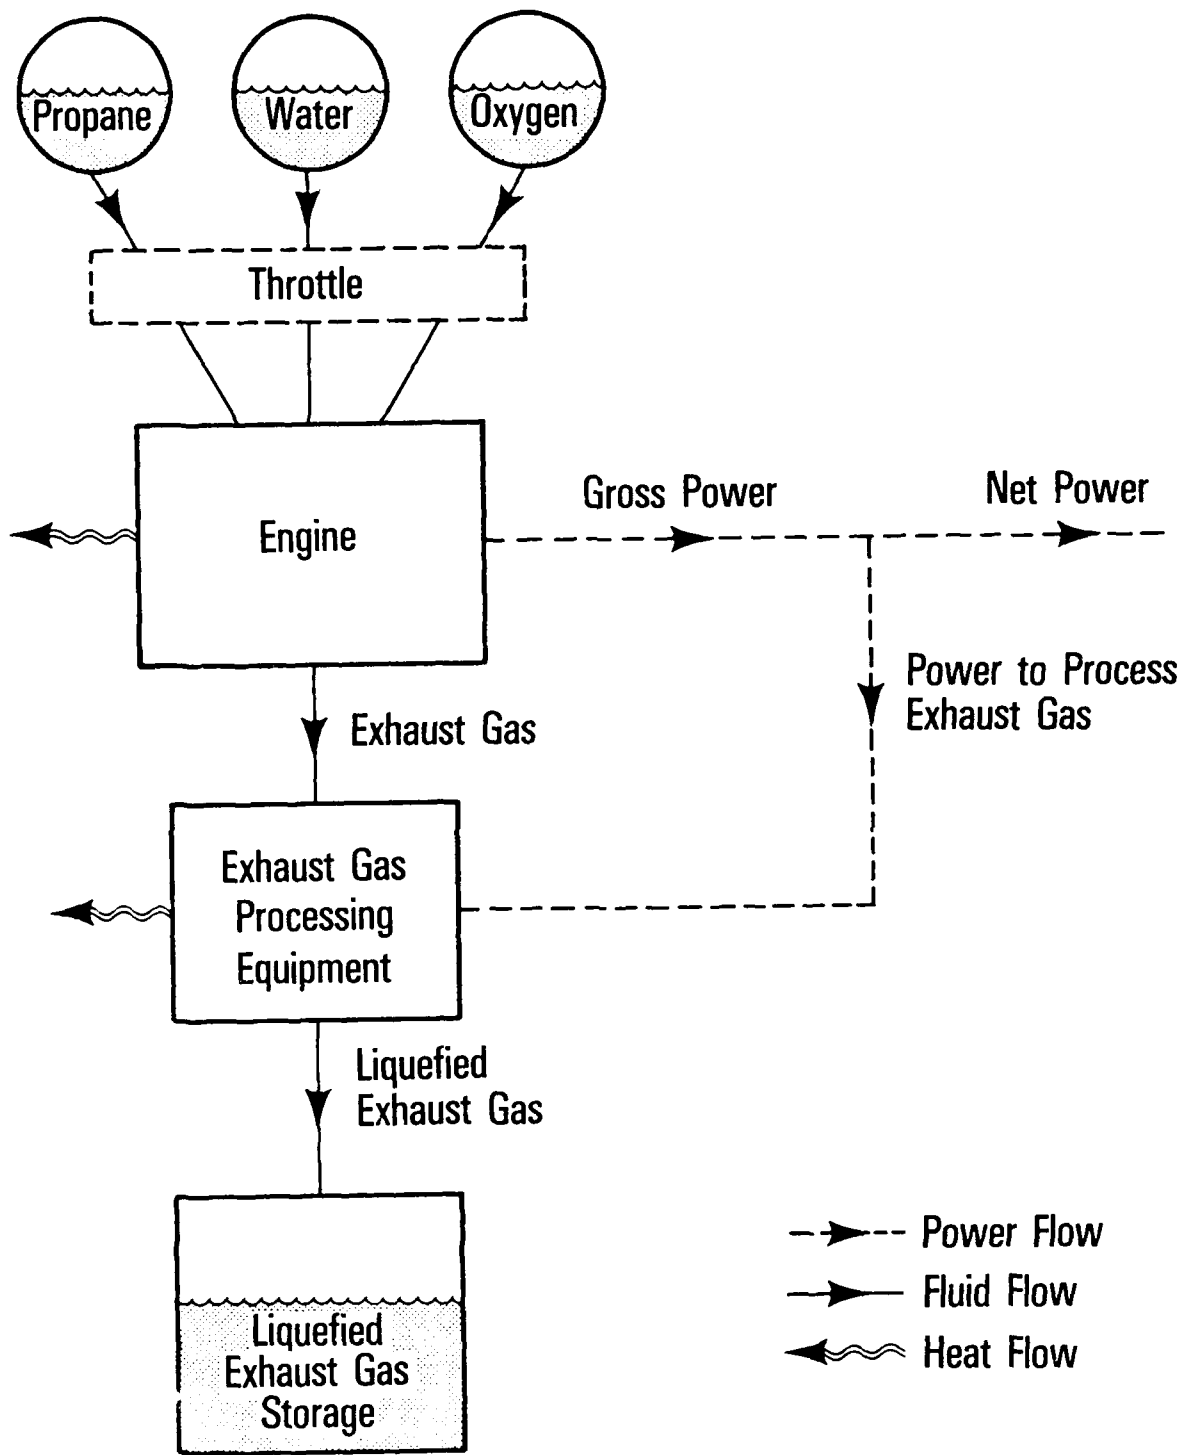 Propane
Water
Oxygen
Throttle
Engine
Gross Power
Net Power
Power to Process
Exhaust Gas
Exhaust Gas
Exhaust Gas
Processing
Equipment
Liquefied
Exhaust Gas
Liquefied
Exhaust Gas
Storage
Power Flow
Fluid Flow
Heat Flow